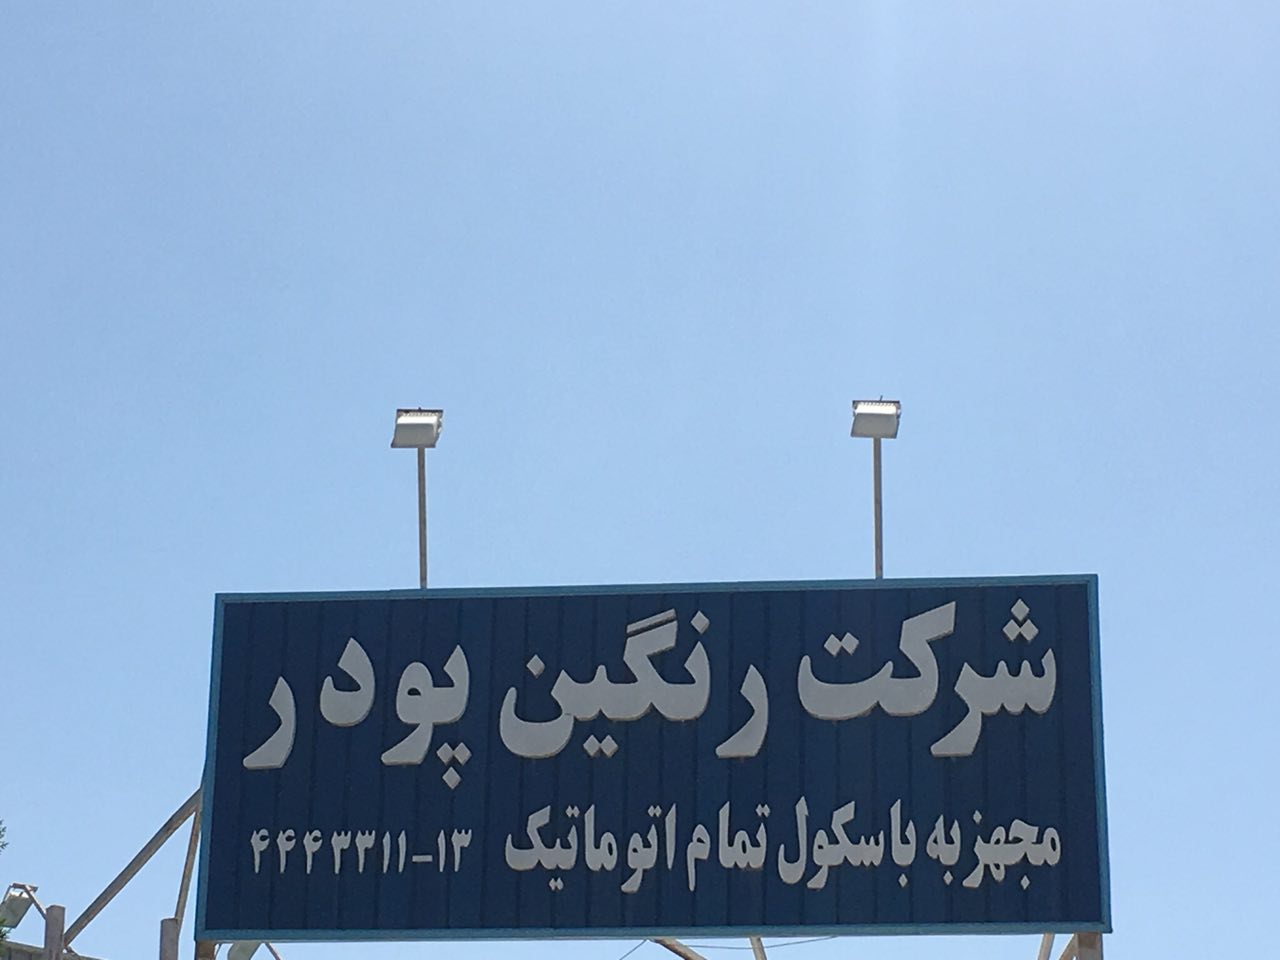 شرکت رنگین پودر
مجهز به باسکول تمام اتوماتیک ۴۴۴۳۳۱۱-۱۳